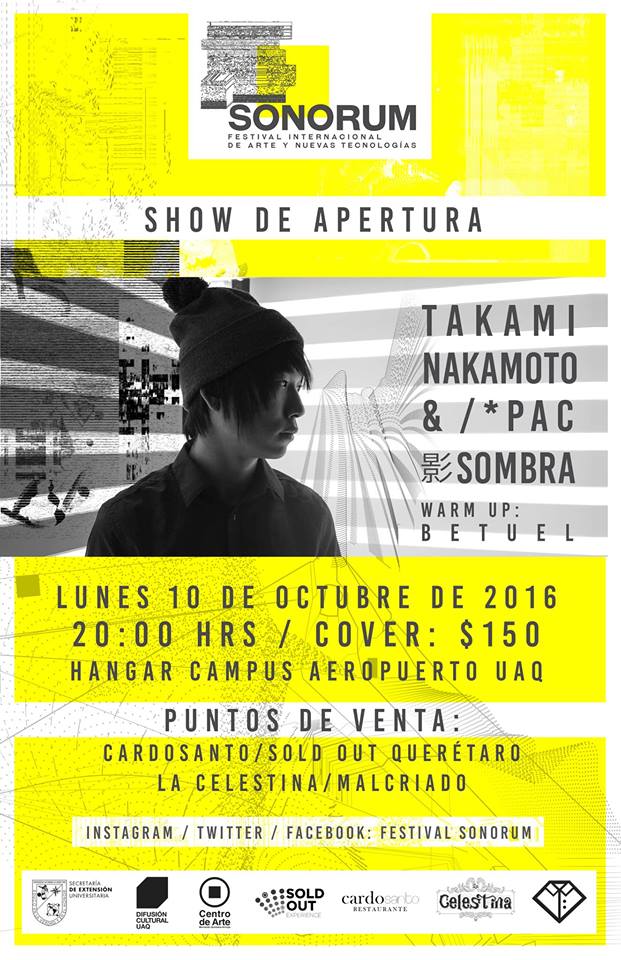 SONORUM
FESTIVAL INTERNACIONAL
DE ARTE Y NUEVAS TECNOLOGÍAS
SHOW DE APERTURA
TAKAMI
NAKAMOTO
& /*PAC
影SOMBRA
WARM UP:
BETUEL
LUNES 10 DE OCTUBRE DE 2016
20:00 HRS / COVER: $150
HANGAR CAMPUS AEROPUERTO UAQ
PUNTOS DE VENTA:
CARDOSANTO/SOLD OUT QUERÉTARO
LA CELESTINA/MALCRIADO
INSTAGRAM / TWITTER / FACEBOOK: FESTIVAL SONORUM
SECRETARÍA
DE EXTENSIÓN
UNIVERSITARIA
DIFUSIÓN
CULTURAL
UAQ
Centro
de Arte
SOLD
OUT
EXPERIENCE
cardosanto
RESTAURANTE
Celestina